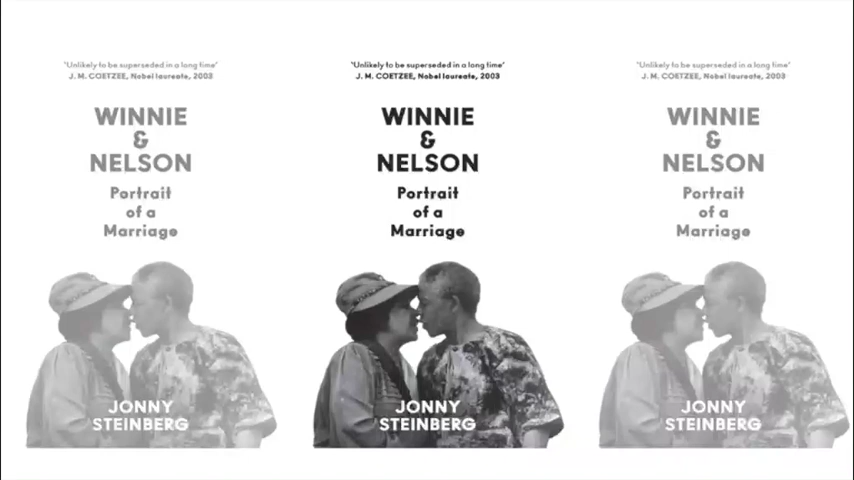 'Unlikely to be superseded in a long time'
J. M. COETZEE, Nobel laureate, 2003
WINNIE
&
NELSON
Portrait
of a
Marriage
JONNY
STEINBERG
'Unlikely to be superseded in a long time'
J. M. COETZEE, Nobel laureate, 2003
WINNIE
&
NELSON
Portrait
of a
Marriage
JONNY
STEINBERG
'Unlikely to be superseded in a long time'
J. M. COETZEE, Nobel laureate, 2003
WINNIE
&
NELSON
Portrait
of a
Marriage
JONNY
STEINBERG